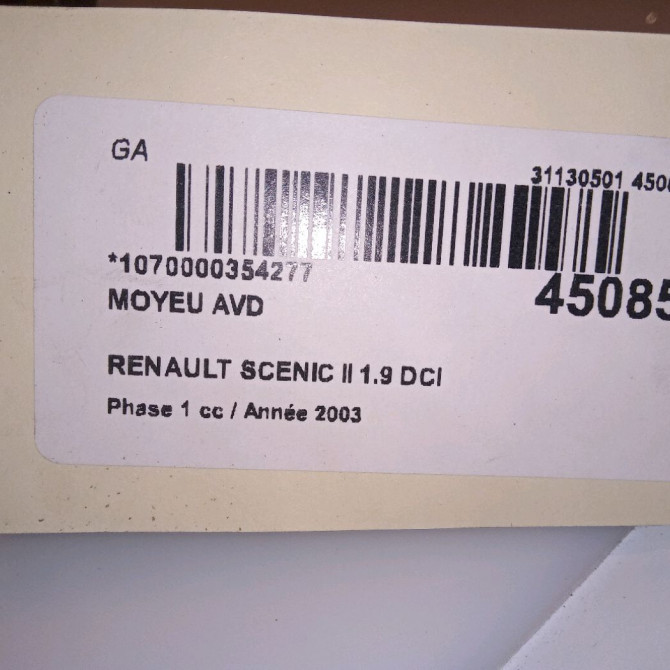 GA
31130501 450
*1070000354277
MOYEU AVD
45085
RENAULT SCENIC II 1.9 DCI
Phase 1 cc / Année 2003